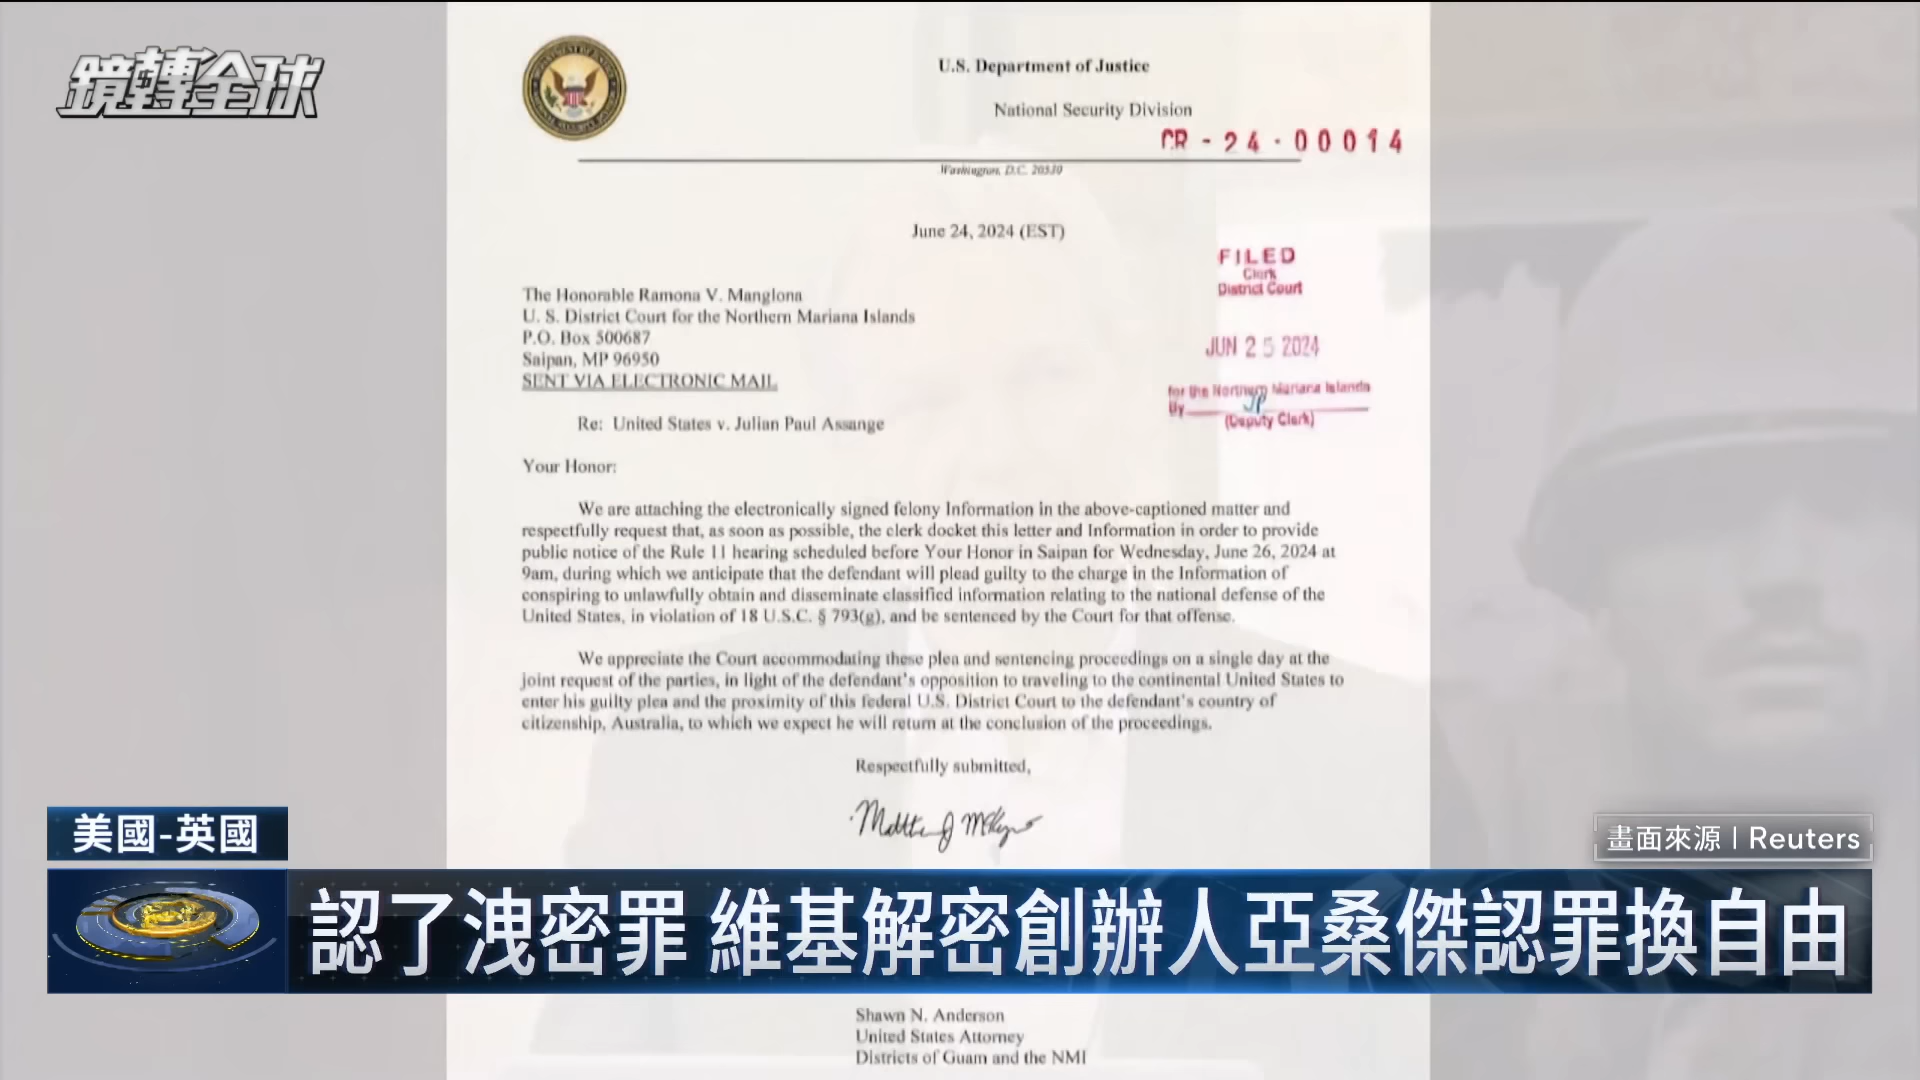 鏡轉全球
U.S. Department of Justice
National Security Division
CR - 24 - 00014
Washington, D.C. 20530
June 24, 2024 (EST)
FILED
Clerk
District Court
JUN 25 2024
for the Northern Mariana Islands
By JP
(Deputy Clerk)
The Honorable Ramona V. Manglona
U. S. District Court for the Northern Mariana Islands
P.O. Box 500687
Saipan, MP 96950
SENT VIA ELECTRONIC MAIL
Re: United States v. Julian Paul Assange
Your Honor:
We are attaching the electronically signed felony Information in the above-captioned matter and
respectfully request that, as soon as possible, the clerk docket this letter and Information in order to provide
public notice of the Rule 11 hearing scheduled before Your Honor in Saipan for Wednesday, June 26, 2024 at
9am, during which we anticipate that the defendant will plead guilty to the charge in the Information of
conspiring to unlawfully obtain and disseminate classified information relating to the national defense of the
United States, in violation of 18 U.S.C. § 793(g), and be sentenced by the Court for that offense.
We appreciate the Court accommodating these plea and sentencing proceedings on a single day at the
joint request of the parties, in light of the defendant's opposition to traveling to the continental United States to
enter his guilty plea and the proximity of this federal U.S. District Court to the defendant's country of
citizenship, Australia, to which we expect he will return at the conclusion of the proceedings.
Respectfully submitted,
美國-英國
畫面來源 | Reuters
認了洩密罪 維基解密創辦人亞桑傑認罪換自由
Shawn N. Anderson
United States Attorney
Districts of Guam and the NMI